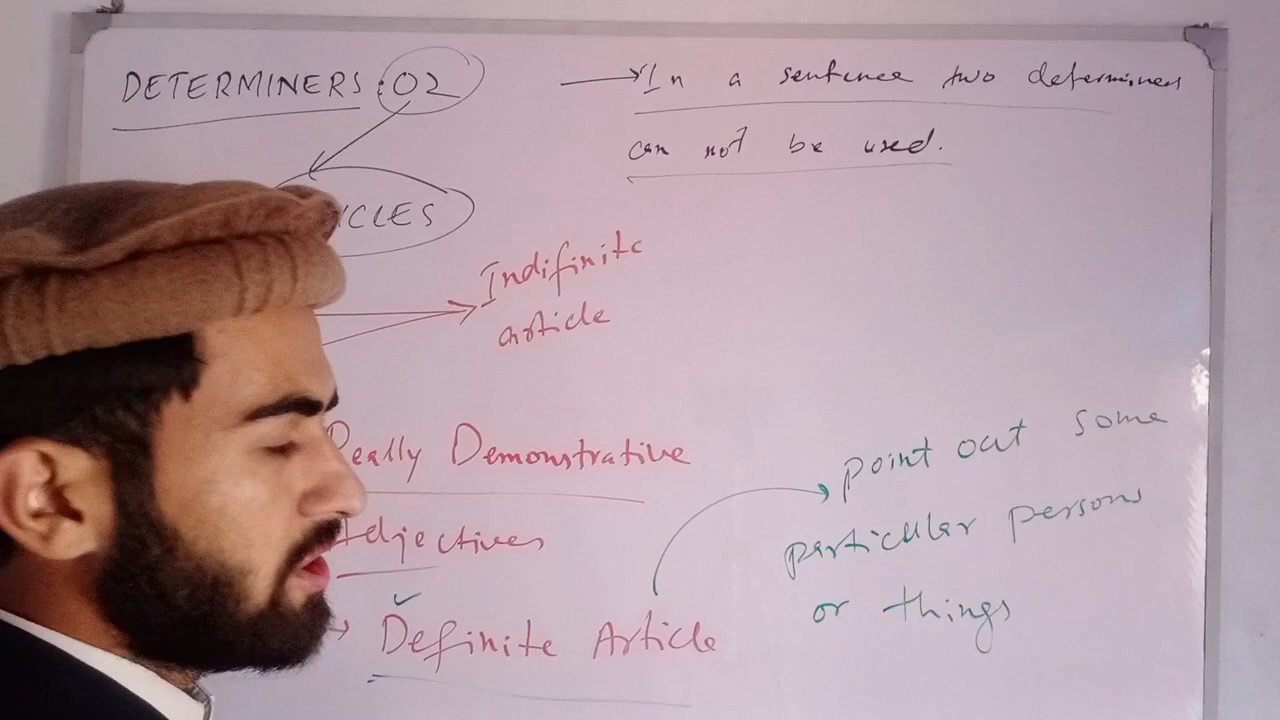 DETERMINERS : 02
→ In a sentence two determiners
can not be used.
ICLES
Indifinite
article
Really Demonstrative
Adjectives
Definite Article
point out some
particular persons
or things